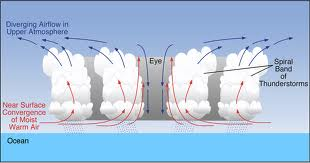 Diverging Airflow in
Upper Atmosphere
Eye
Spiral
Band
of
Thunderstorms
Near Surface
Convergence
of Moist
Warm Air
Ocean